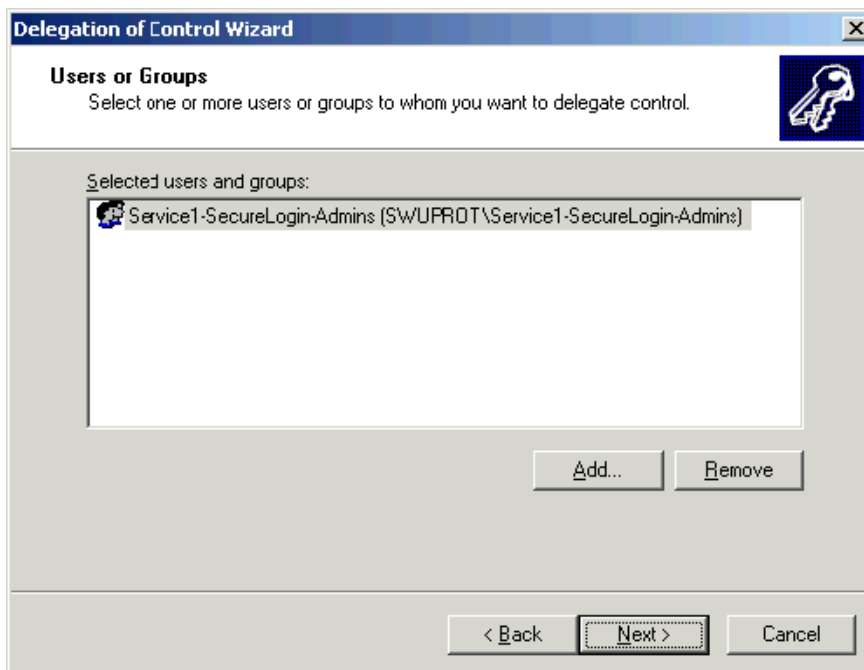 Delegation of Control Wizard
Users or Groups
Select one or more users or groups to whom you want to delegate control.
Selected users and groups:
Service1-SecureLogin-Admins (SWUPROT\Service1-SecureLogin-Admins)
Add...
Remove
< Back
Next >
Cancel